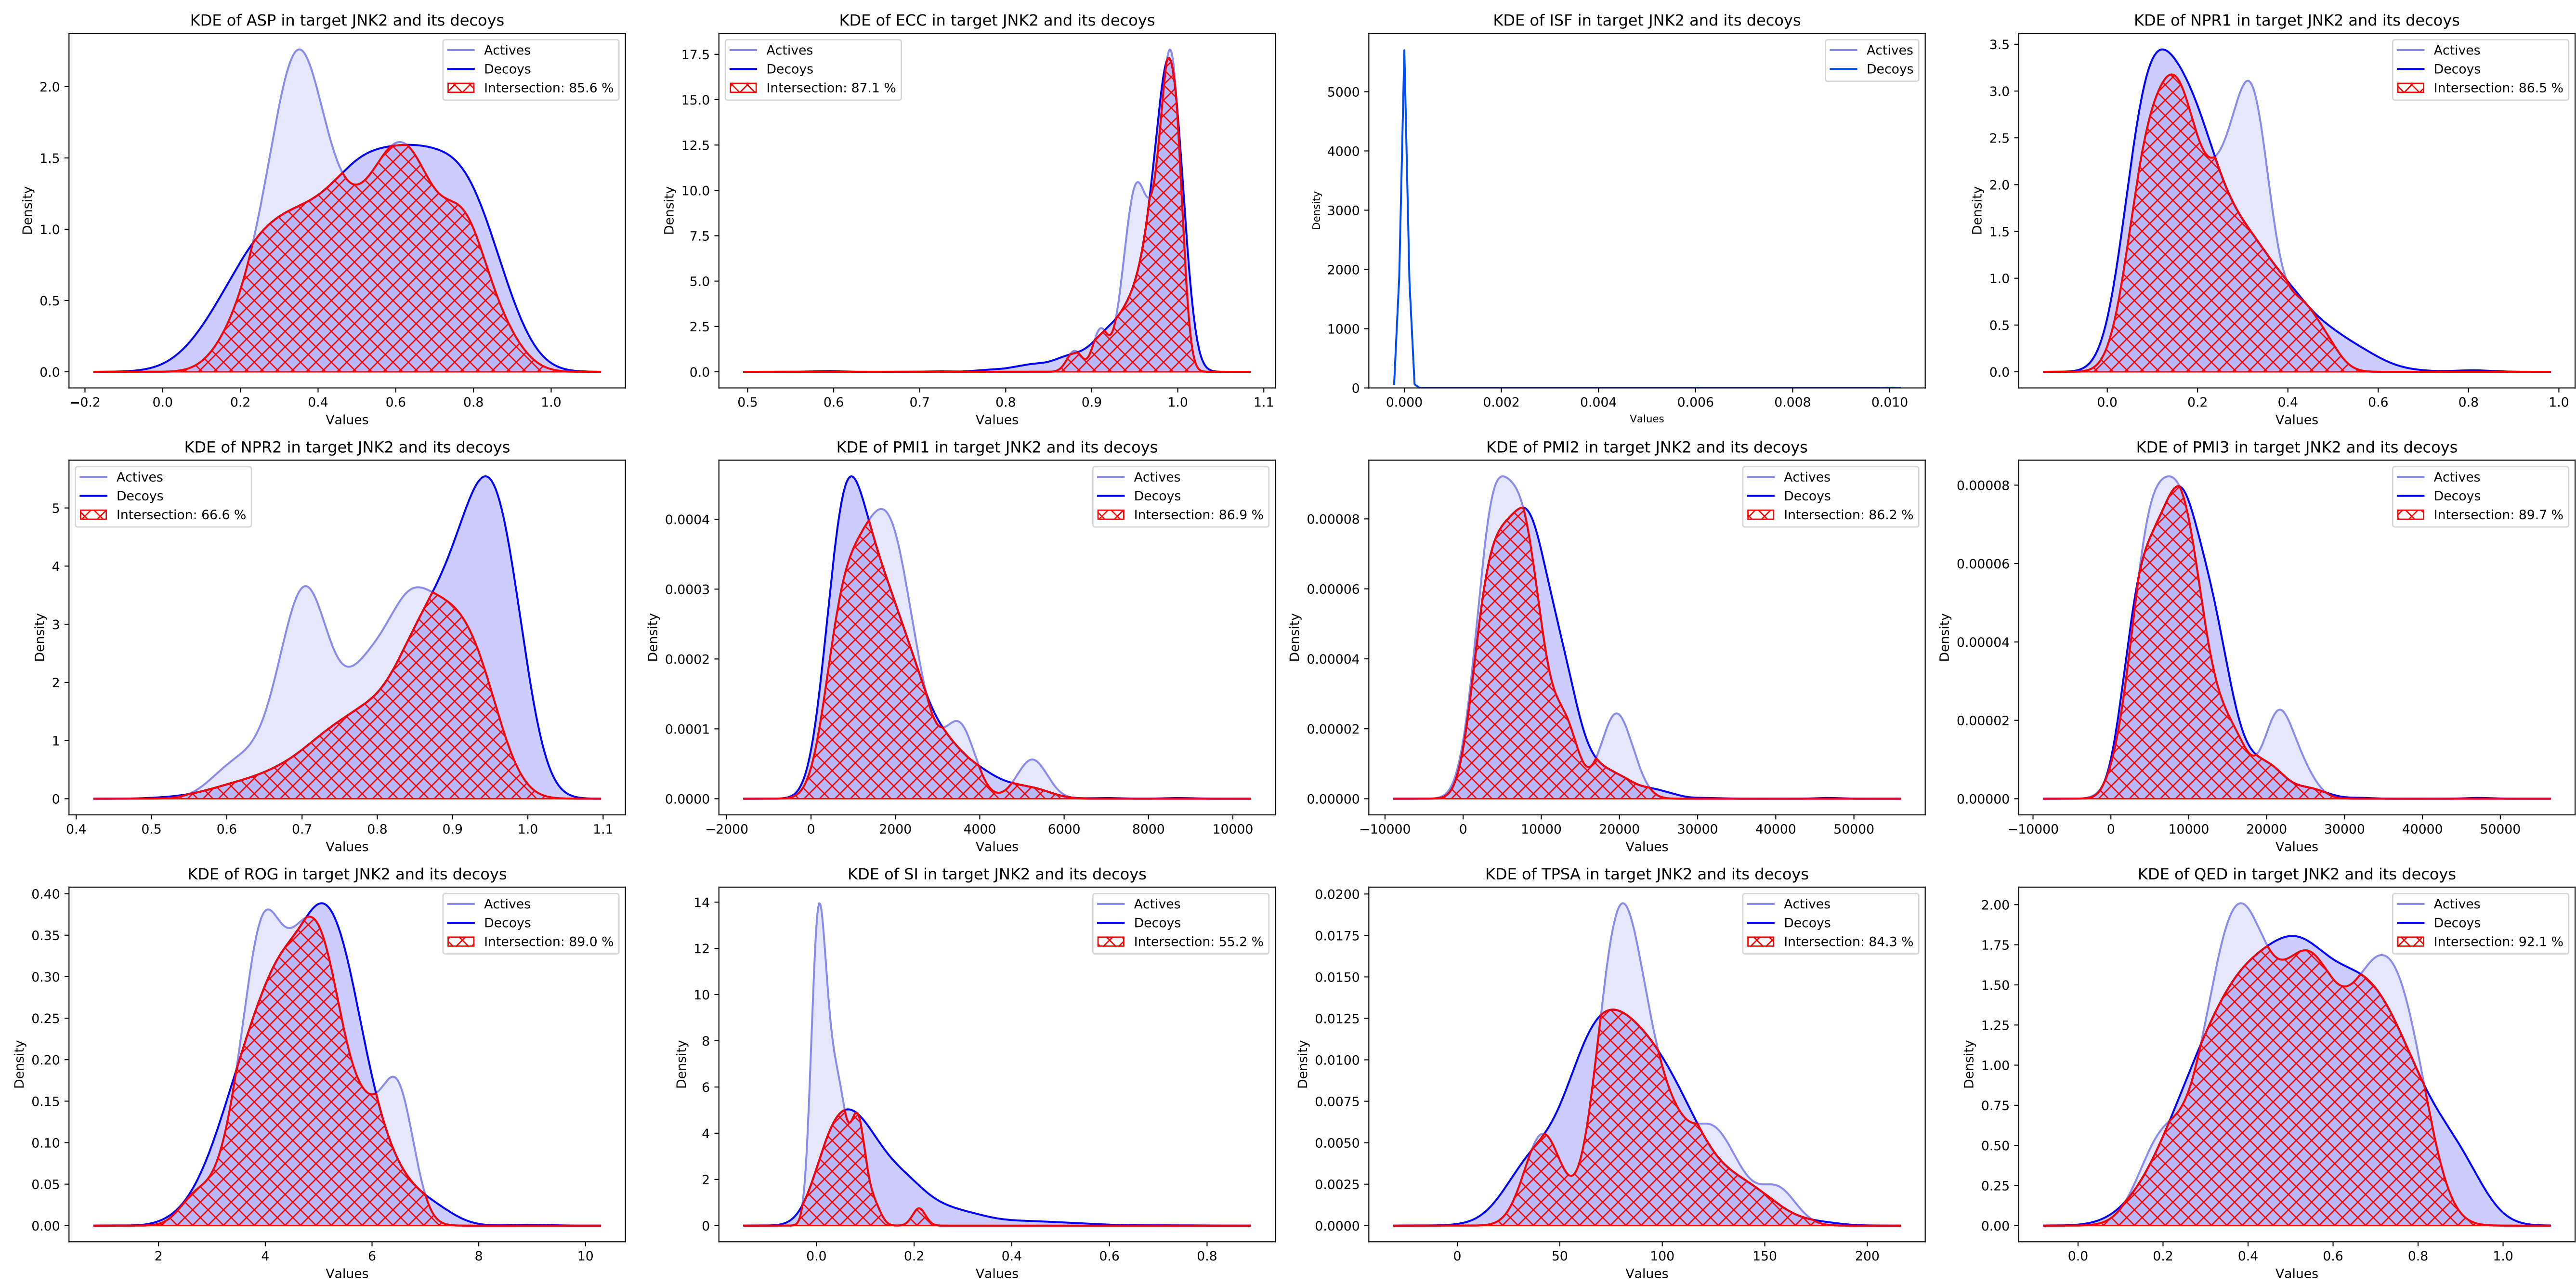 KDE of ASP in target JNK2 and its decoys
Density
2.0
1.5
1.0
0.5
0.0
−0.2 0.0 0.2 0.4 0.6 0.8 1.0
Values
Actives
Decoys
Intersection: 85.6 %
KDE of ECC in target JNK2 and its decoys
Density
17.5
15.0
12.5
10.0
7.5
5.0
2.5
0.0
0.5 0.6 0.7 0.8 0.9 1.0 1.1
Values
Actives
Decoys
Intersection: 87.1 %
KDE of ISF in target JNK2 and its decoys
Density
5000
4000
3000
2000
1000
0
0.000 0.002 0.004 0.006 0.008 0.010
Values
Actives
Decoys
KDE of NPR1 in target JNK2 and its decoys
Density
3.5
3.0
2.5
2.0
1.5
1.0
0.5
0.0
0.0 0.2 0.4 0.6 0.8 1.0
Values
Actives
Decoys
Intersection: 86.5 %
KDE of NPR2 in target JNK2 and its decoys
Density
5
4
3
2
1
0
0.4 0.5 0.6 0.7 0.8 0.9 1.0 1.1
Values
Actives
Decoys
Intersection: 66.6 %
KDE of PMI1 in target JNK2 and its decoys
Density
0.0004
0.0003
0.0002
0.0001
0.0000
−2000 0 2000 4000 6000 8000 10000
Values
Actives
Decoys
Intersection: 86.9 %
KDE of PMI2 in target JNK2 and its decoys
Density
0.00008
0.00006
0.00004
0.00002
0.00000
−10000 0 10000 20000 30000 40000 50000
Values
Actives
Decoys
Intersection: 86.2 %
KDE of PMI3 in target JNK2 and its decoys
Density
0.00008
0.00006
0.00004
0.00002
0.00000
−10000 0 10000 20000 30000 40000 50000
Values
Actives
Decoys
Intersection: 89.7 %
KDE of ROG in target JNK2 and its decoys
Density
0.40
0.35
0.30
0.25
0.20
0.15
0.10
0.05
0.00
2 4 6 8 10
Values
Actives
Decoys
Intersection: 89.0 %
KDE of SI in target JNK2 and its decoys
Density
14
12
10
8
6
4
2
0
0.0 0.2 0.4 0.6 0.8
Values
Actives
Decoys
Intersection: 55.2 %
KDE of TPSA in target JNK2 and its decoys
Density
0.0200
0.0175
0.0150
0.0125
0.0100
0.0075
0.0050
0.0025
0.0000
0 50 100 150 200
Values
Actives
Decoys
Intersection: 84.3 %
KDE of QED in target JNK2 and its decoys
Density
2.00
1.75
1.50
1.25
1.00
0.75
0.50
0.25
0.00
0.0 0.2 0.4 0.6 0.8 1.0
Values
Actives
Decoys
Intersection: 92.1 %